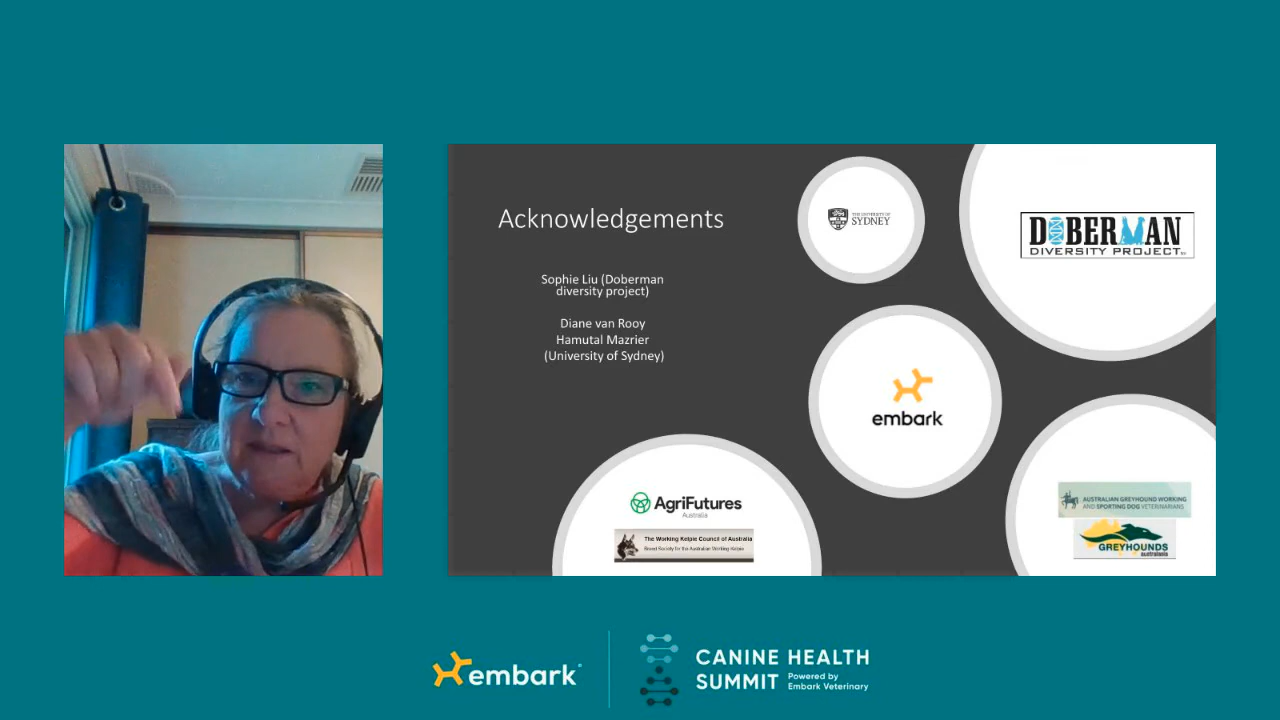 Acknowledgements
Sophie Liu (Doberman
diversity project)
Diane van Rooy
Hamutal Mazrier
(University of Sydney)
THE UNIVERSITY OF
SYDNEY
DOBERMAN
DIVERSITY PROJECT
embark
AgriFutures
Australia
The Working Kelpie Council of Australia
Breed Society for the Australian Working Kelpie
AUSTRALIAN GREYHOUND WORKING
AND SPORTING DOG VETERINARIANS
GREYHOUNDS
australasia
embark
CANINE HEALTH
SUMMIT
Powered by
Embark Veterinary